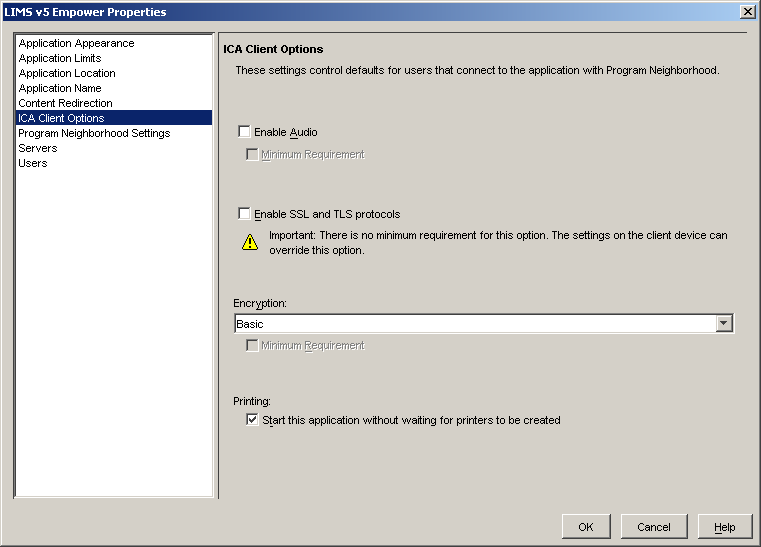 LIMS v5 Empower Properties
Application Appearance
Application Limits
Application Location
Application Name
Content Redirection
ICA Client Options
Program Neighborhood Settings
Servers
Users
ICA Client Options
These settings control defaults for users that connect to the application with Program Neighborhood.
Enable Audio
Minimum Requirement
Enable SSL and TLS protocols
Important: There is no minimum requirement for this option. The settings on the client device can
override this option.
Encryption:
Basic
Minimum Requirement
Printing:
Start this application without waiting for printers to be created
OK
Cancel
Help